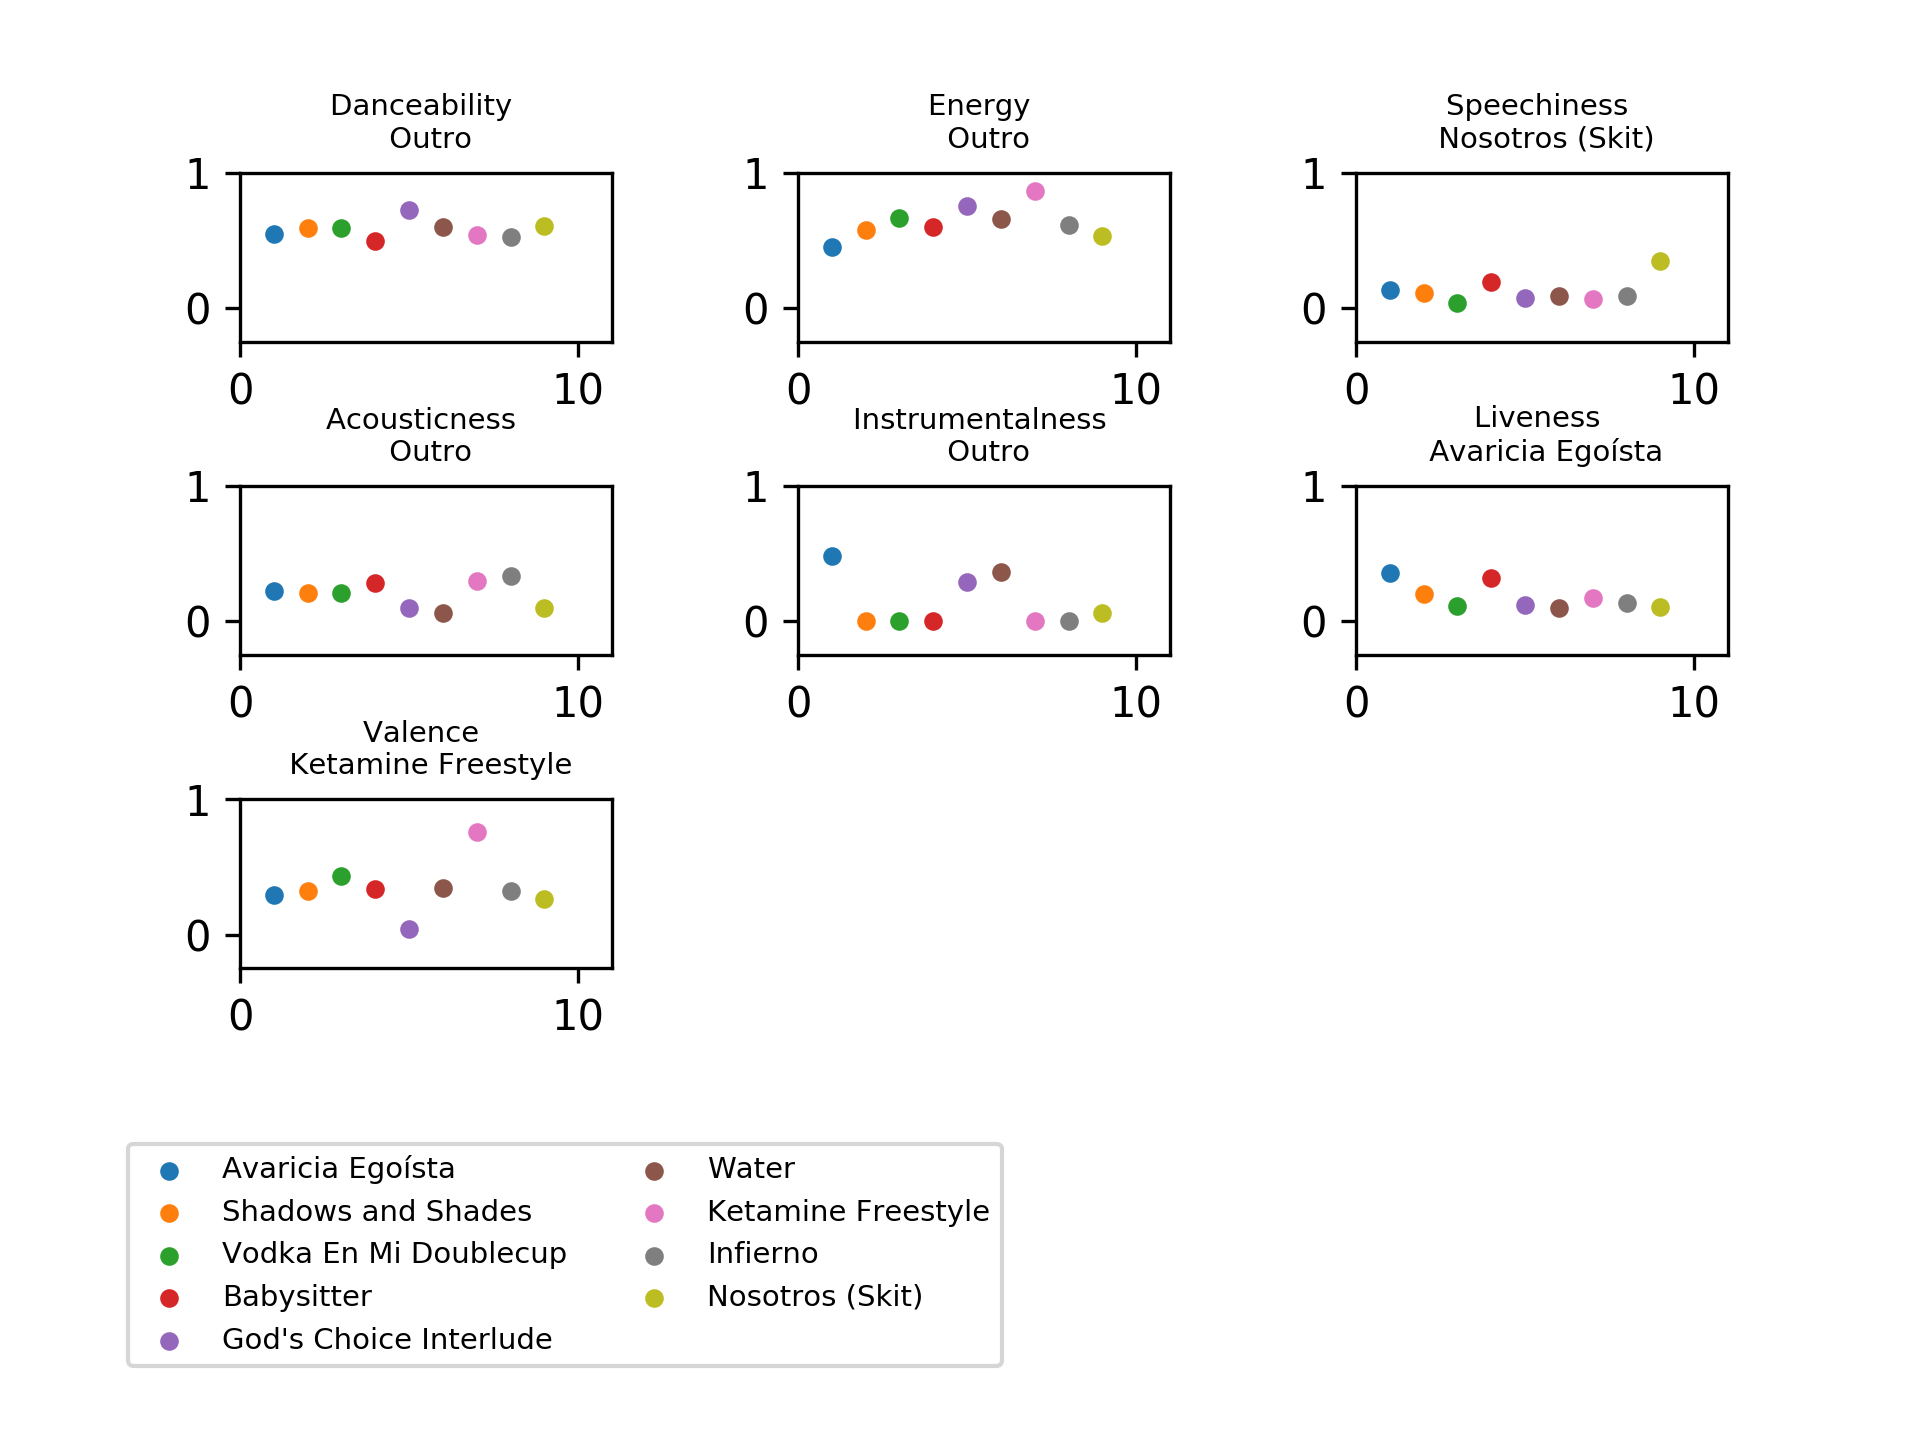 Danceability
Outro
1
0
0 10
Energy
Outro
1
0
0 10
Speechiness
Nosotros (Skit)
1
0
0 10
Acousticness
Outro
1
0
0 10
Instrumentalness
Outro
1
0
0 10
Liveness
Avaricia Egoísta
1
0
0 10
Valence
Ketamine Freestyle
1
0
0 10
Avaricia Egoísta
Shadows and Shades
Vodka En Mi Doublecup
Babysitter
God's Choice Interlude
Water
Ketamine Freestyle
Infierno
Nosotros (Skit)